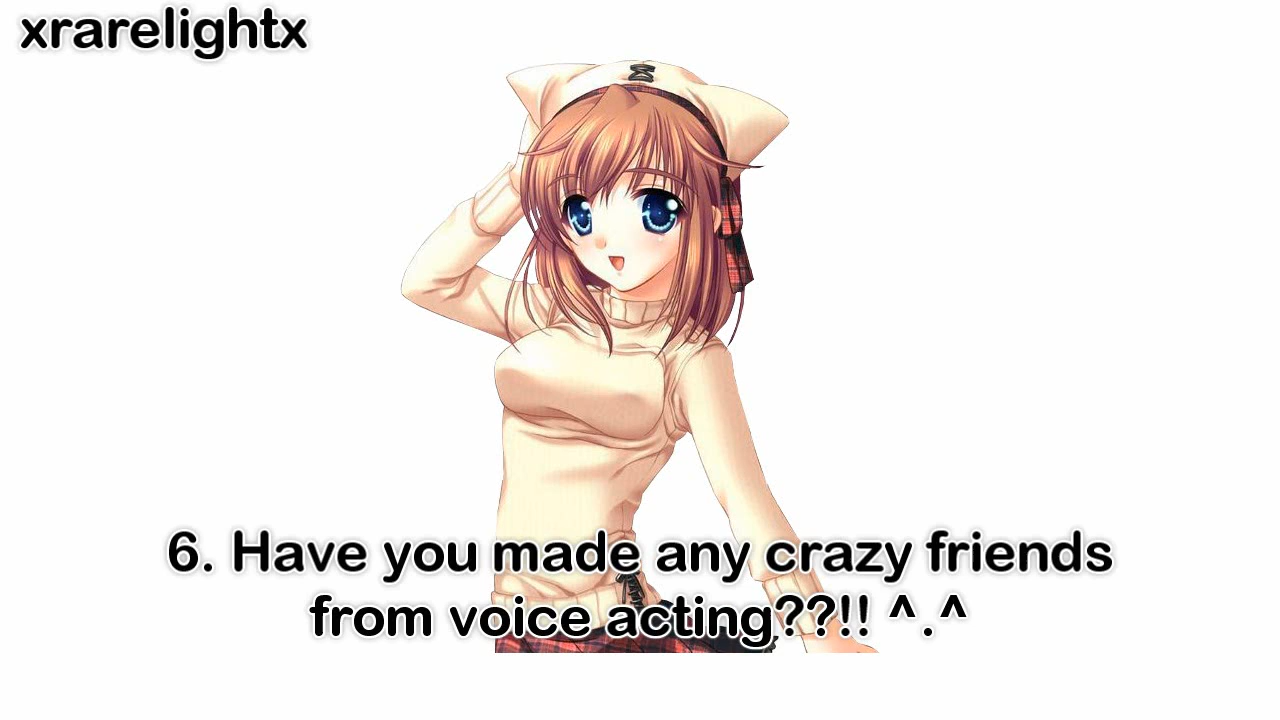 xrarelightx
6. Have you made any crazy friends
from voice acting??!! ^.^